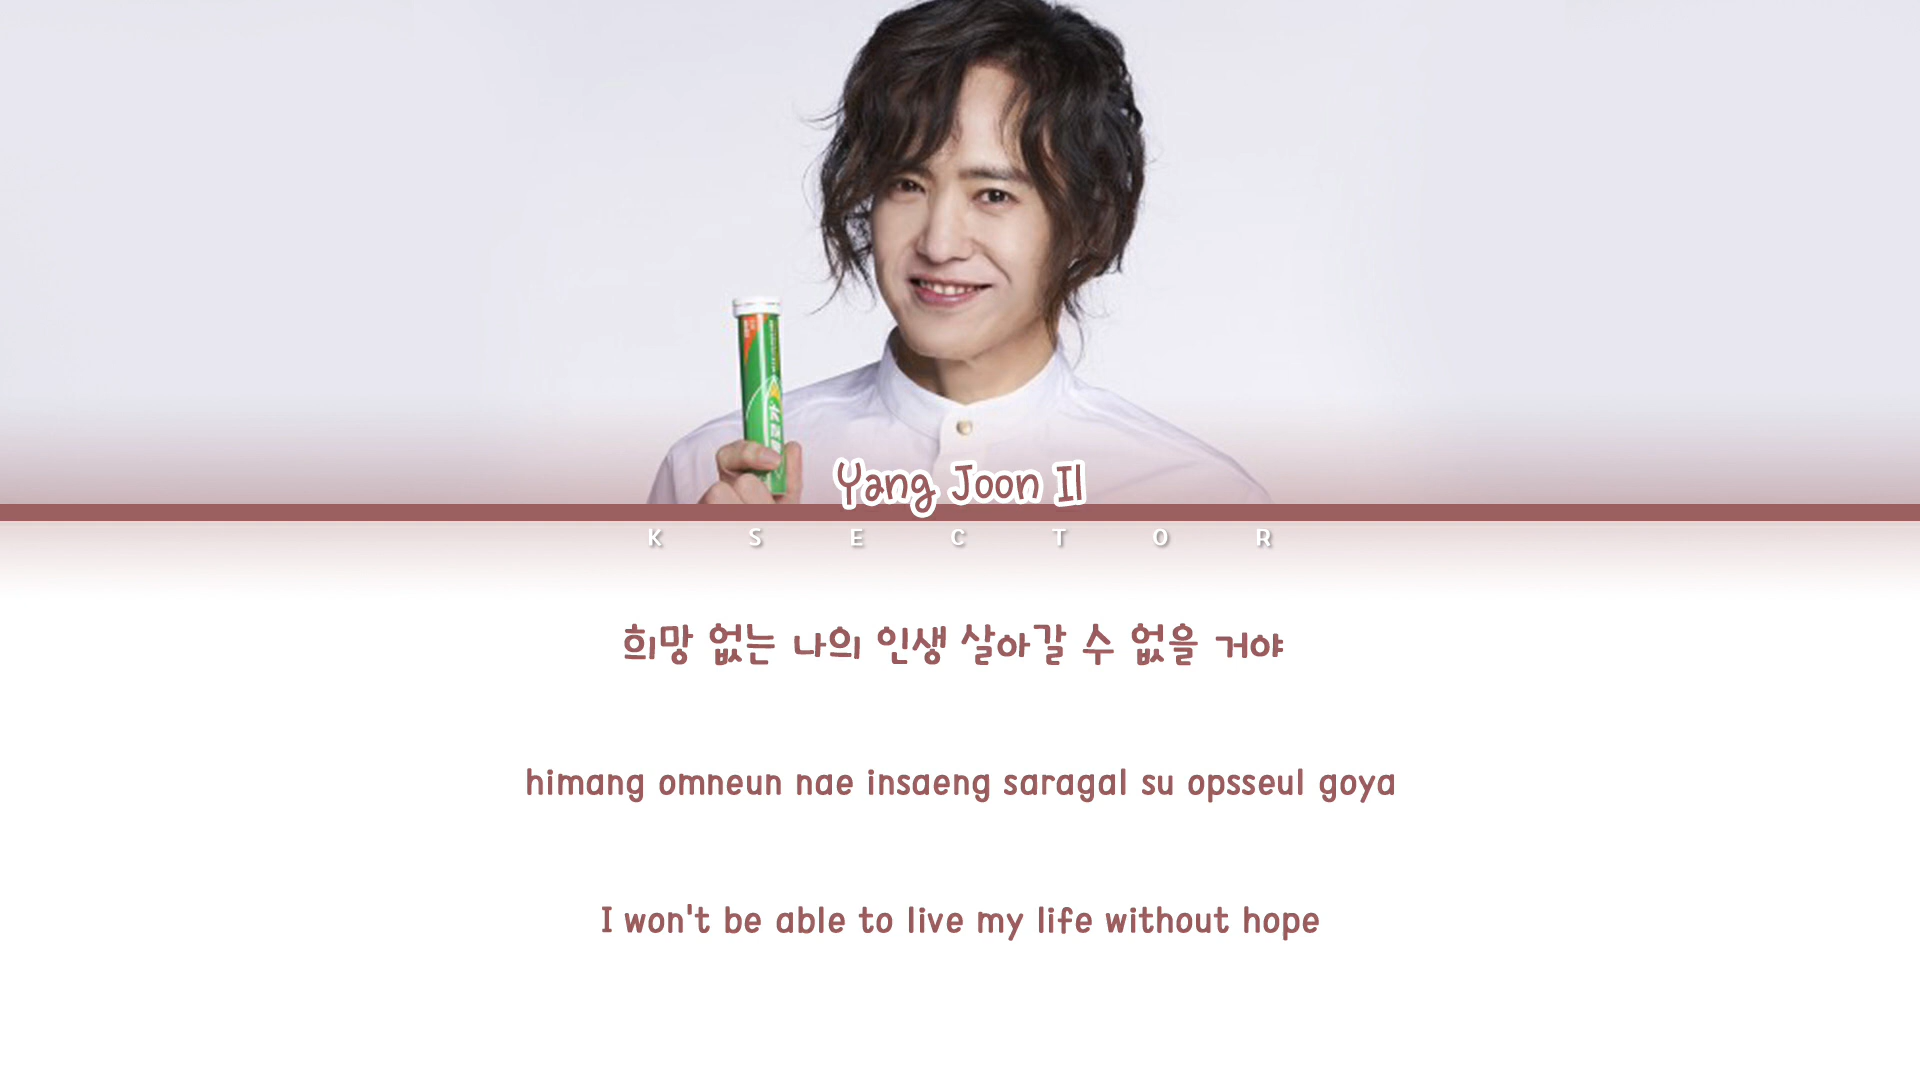 Yang Joon Il
K S E C T O R
희망 없는 나의 인생 살아갈 수 없을 거야
himang omneun nae insaeng saragal su opsseul goya
I won't be able to live my life without hope